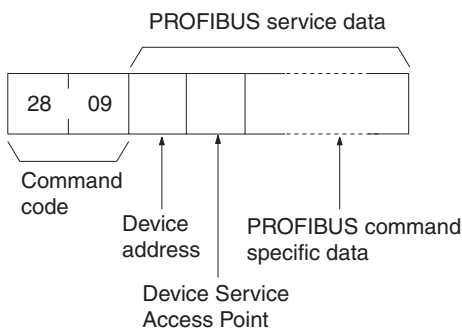 PROFIBUS service data
28 09
Command
code
Device
address
PROFIBUS command
specific data
Device Service
Access Point